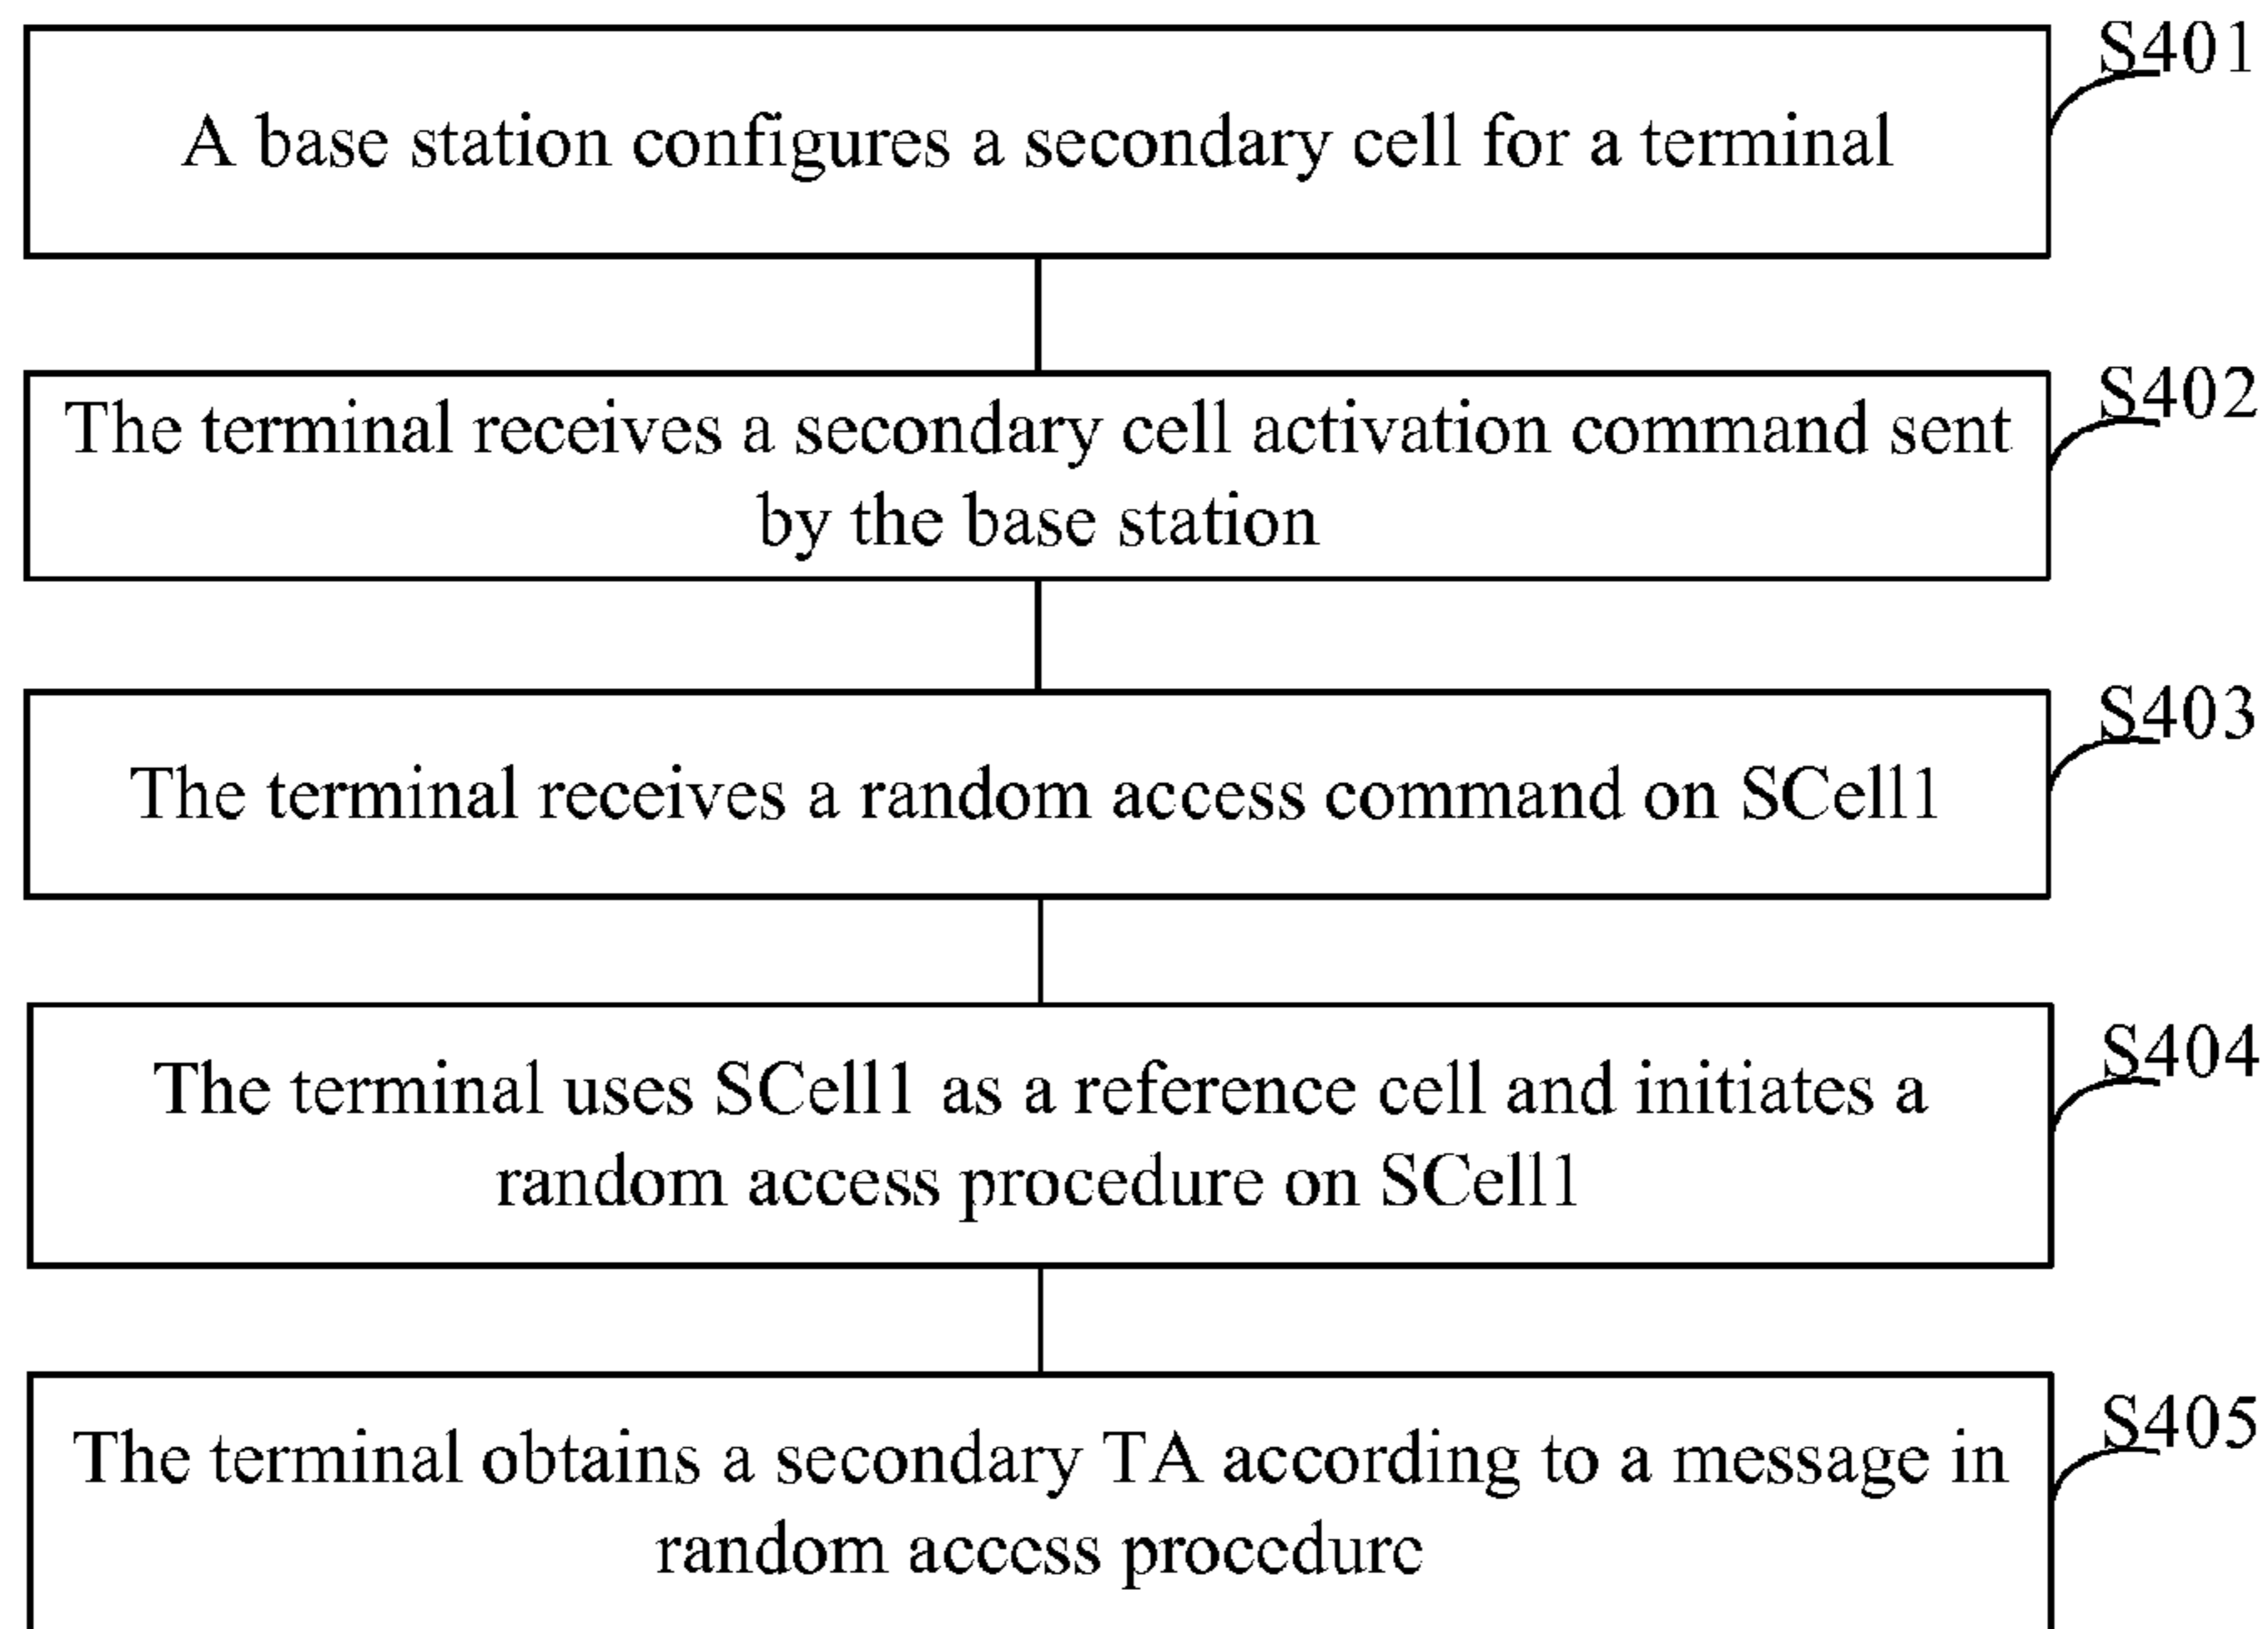 S401
A base station configures a secondary cell for a terminal
S402
The terminal receives a secondary cell activation command sent
by the base station
S403
The terminal receives a random access command on SCell1
S404
The terminal uses SCell1 as a reference cell and initiates a
random access procedure on SCell1
S405
The terminal obtains a secondary TA according to a message in
random access procedure